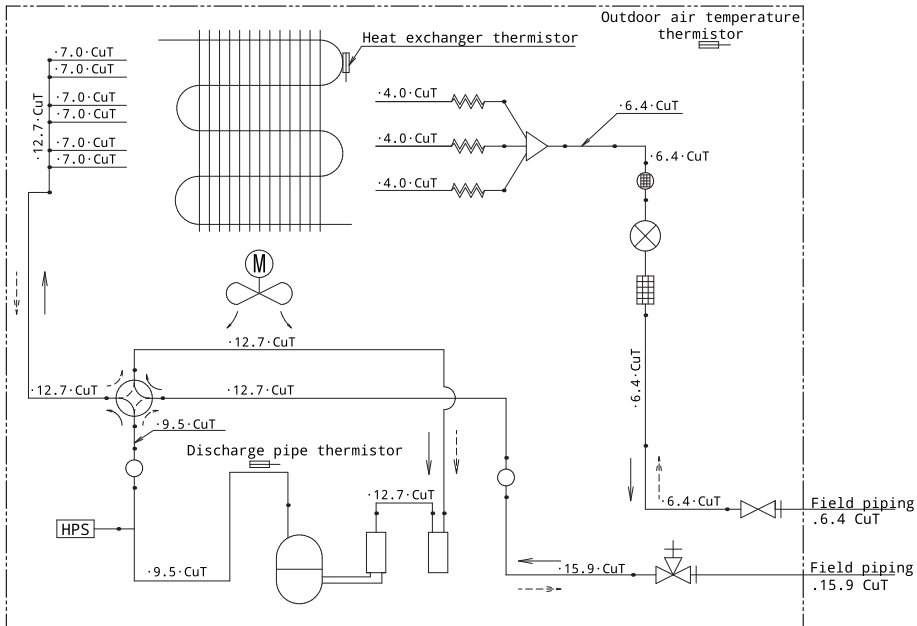 Outdoor air temperature
thermistor
Heat exchanger thermistor
·7.0·CuT
·7.0·CuT
·7.0·CuT
·7.0·CuT
·7.0·CuT
·7.0·CuT
·12.7·CuT
·4.0·CuT
·4.0·CuT
·4.0·CuT
·6.4·CuT
·6.4·CuT
M
·12.7·CuT
·6.4·CuT
·12.7·CuT
·12.7·CuT
·9.5·CuT
Discharge pipe thermistor
·12.7·CuT
·6.4·CuT
Field piping
.6.4 CuT
HPS
·9.5·CuT
·15.9·CuT
Field piping
.15.9 CuT